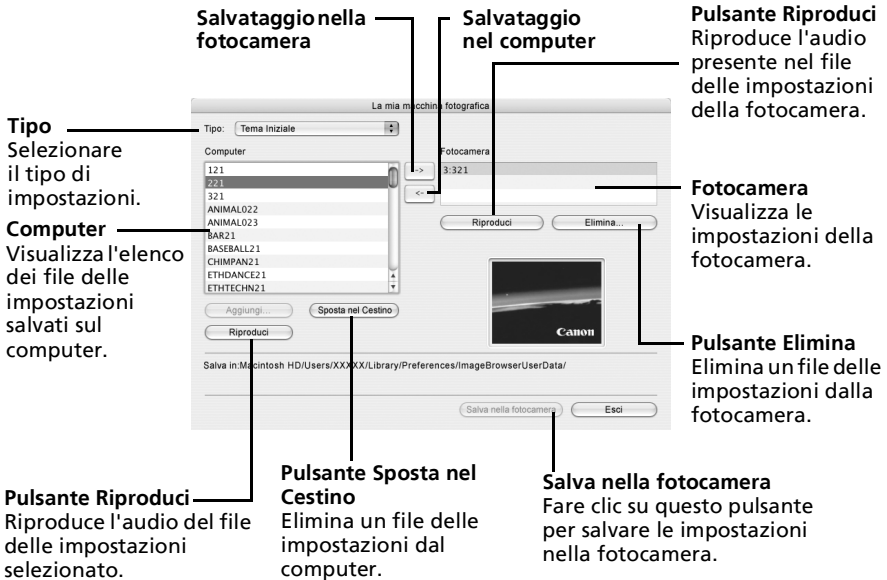 Salvataggio nella
fotocamera
Salvataggio
nel computer
Pulsante Riproduci
Riproduce l'audio
presente nel file
delle impostazioni
della fotocamera.
Tipo
Selezionare
il tipo di
impostazioni.
Computer
Visualizza l'elenco
dei file delle
impostazioni
salvati sul
computer.
La mia macchina fotografica
Tipo: Tema Iniziale
Computer
Fotocamera
121
221
321
ANIMAL022
ANIMAL023
BAR21
BASEBALL21
CHIMPAN21
ETHDANCE21
ETHTECHN21
->
<-
3:321
Riproduci
Elimina...
Aggiungi...
Sposta nel Cestino
Riproduci
Canon
Salva in:Macintosh HD/Users/XXXXX/Library/Preferences/ImageBrowserUserData/
Salva nella fotocamera
Esci
Fotocamera
Visualizza le
impostazioni della
fotocamera.
Pulsante Elimina
Elimina un file delle
impostazioni dalla
fotocamera.
Pulsante Riproduci
Riproduce l'audio del file
delle impostazioni
selezionato.
Pulsante Sposta nel
Cestino
Elimina un file delle
impostazioni dal
computer.
Salva nella fotocamera
Fare clic su questo pulsante
per salvare le impostazioni
nella fotocamera.